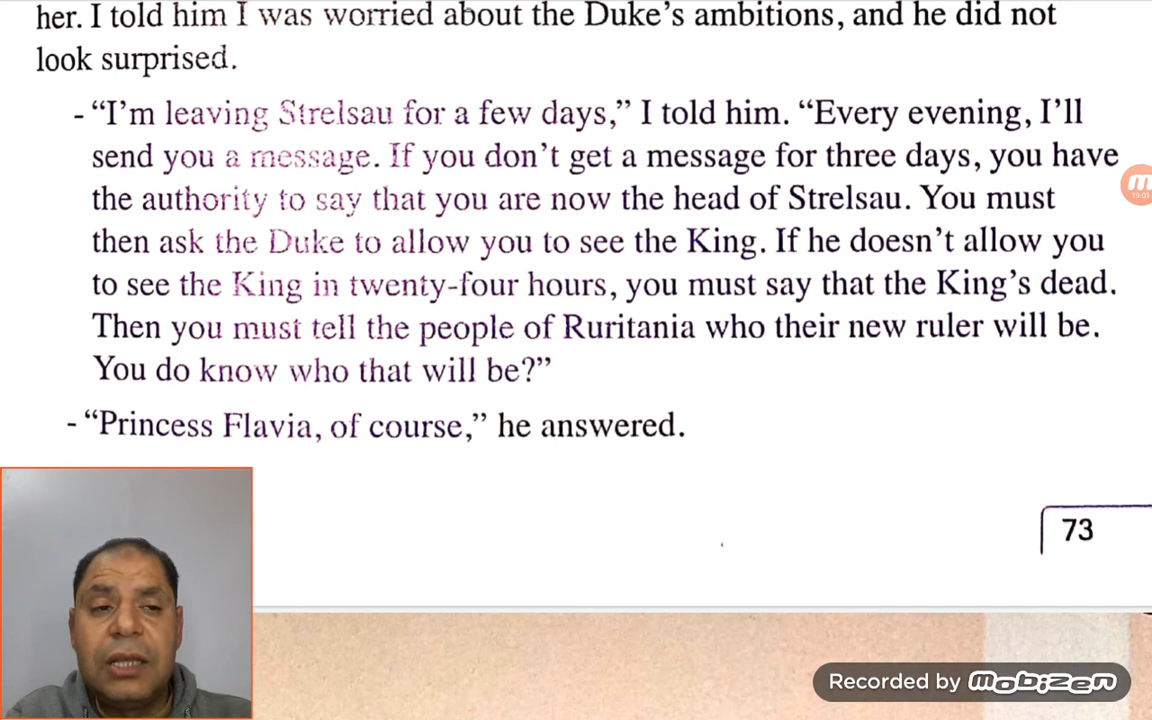 her. I told him I was worried about the Duke's ambitions, and he did not
look surprised.
- "I'm leaving Strelsau for a few days," I told him. "Every evening, I'll
send you a message. If you don't get a message for three days, you have
the authority to say that you are now the head of Strelsau. You must
then ask the Duke to allow you to see the King. If he doesn't allow you
to see the King in twenty-four hours, you must say that the King's dead.
Then you must tell the people of Ruritania who their new ruler will be.
You do know who that will be?"
- "Princess Flavia, of course," he answered.
73
19:01
Recorded by mobizen